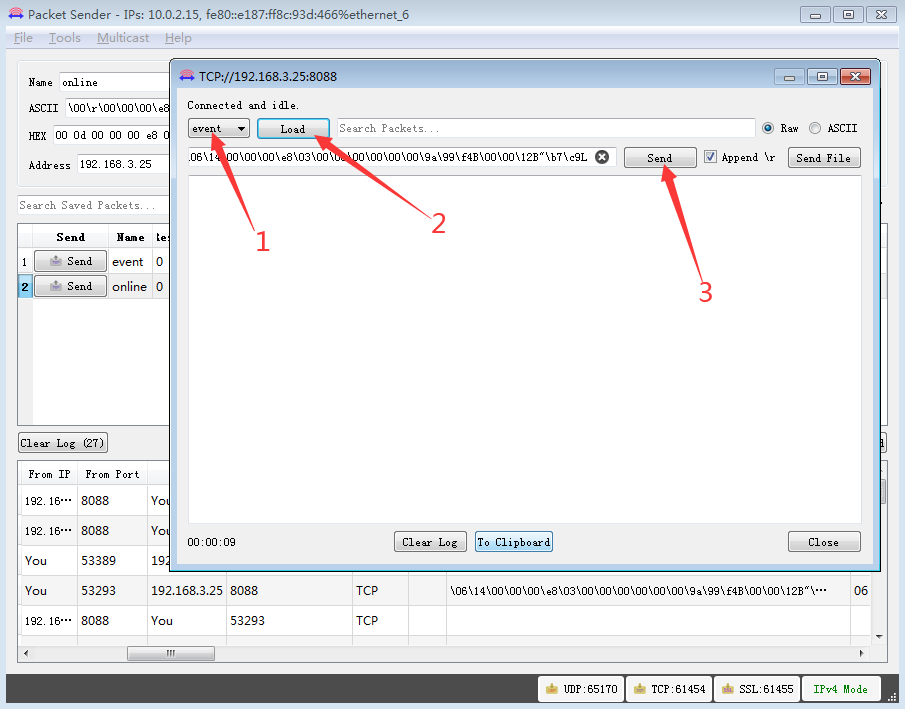 Packet Sender - IPs: 10.0.2.15, fe80::e187:ff8c:93d:466%ethernet_6
File Tools Multicast Help
TCP://192.168.3.25:8088
Connected and idle.
event Load Search Packets... Raw ASCII
.06\14\00\00\00\e8\03\00\00\00\00\00\00\9a\99\f4B\00\00\12B"\b7\c9L Send Append \r Send File
1
2
3
00:00:09 Clear Log To Clipboard Close
Name online
ASCII \00\r\00\00\00\e8
HEX 00 0d 00 00 00 e8 0
Address 192.168.3.25
Search Saved Packets...
Send Name
1 Send event 0
2 Send online 0
Clear Log (27)
From IP From Port
192.16… 8088 You
192.16… 8088 You
You 53389 192
You 53293 192.168.3.25 8088 TCP \06\14\00\00\00\e8\03\00\00\00\00\00\00\9a\99\f4B\00\00\12B"\… 06
192.16… 8088 You 53293 TCP
UDP:65170 TCP:61454 SSL:61455 IPv4 Mode